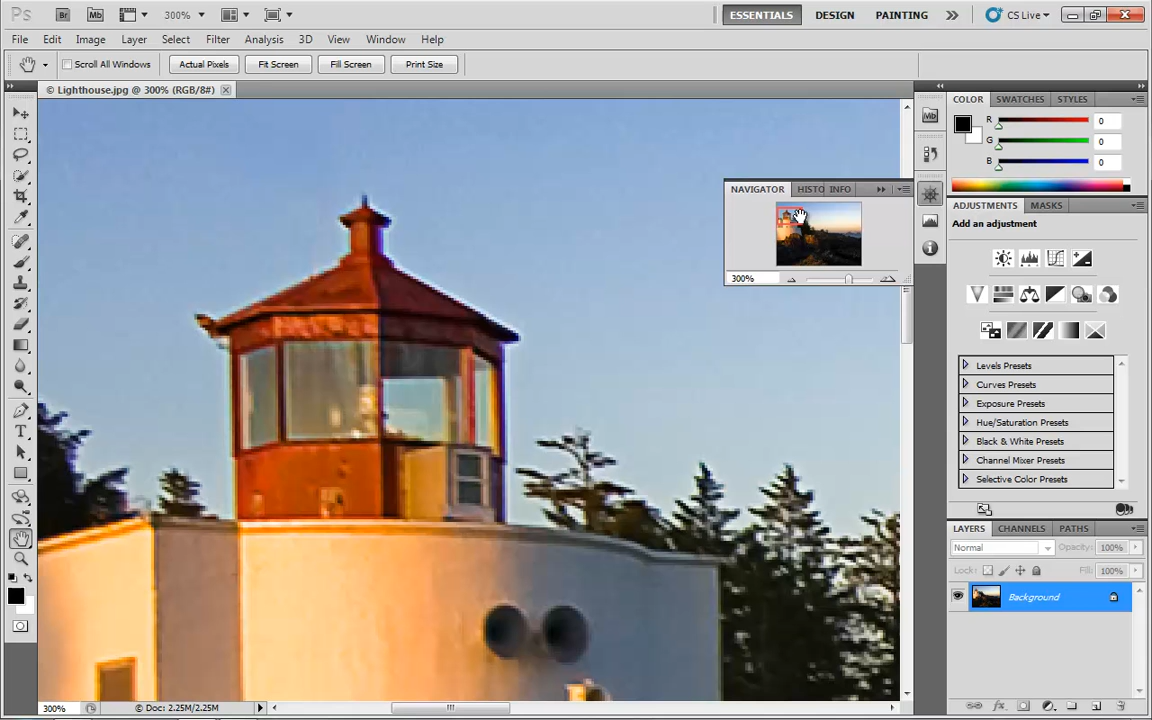 Ps Br Mb 300% ESSENTIALS DESIGN PAINTING CS Live
File Edit Image Layer Select Filter Analysis 3D View Window Help
Scroll All Windows Actual Pixels Fit Screen Fill Screen Print Size
© Lighthouse.jpg @ 300% (RGB/8#)
COLOR SWATCHES STYLES
Mb
R 0
G 0
B 0
NAVIGATOR HISTO INFO
300%
ADJUSTMENTS MASKS
Add an adjustment
Levels Presets
Curves Presets
Exposure Presets
Hue/Saturation Presets
Black & White Presets
Channel Mixer Presets
Selective Color Presets
LAYERS CHANNELS PATHS
Normal Opacity: 100%
Lock: Fill: 100%
Background
T
300% © Doc: 2.25M/2.25M